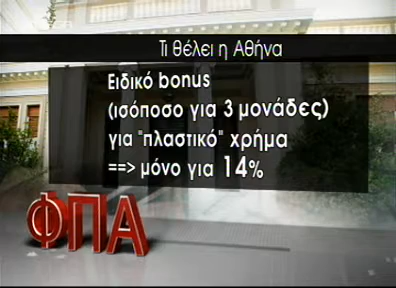 Τι θέλει η Αθήνα
Ειδικό bonus
(ισόποσο για 3 μονάδες)
για "πλαστικό" χρήμα
==> μόνο για 14%
ΦΠΑ